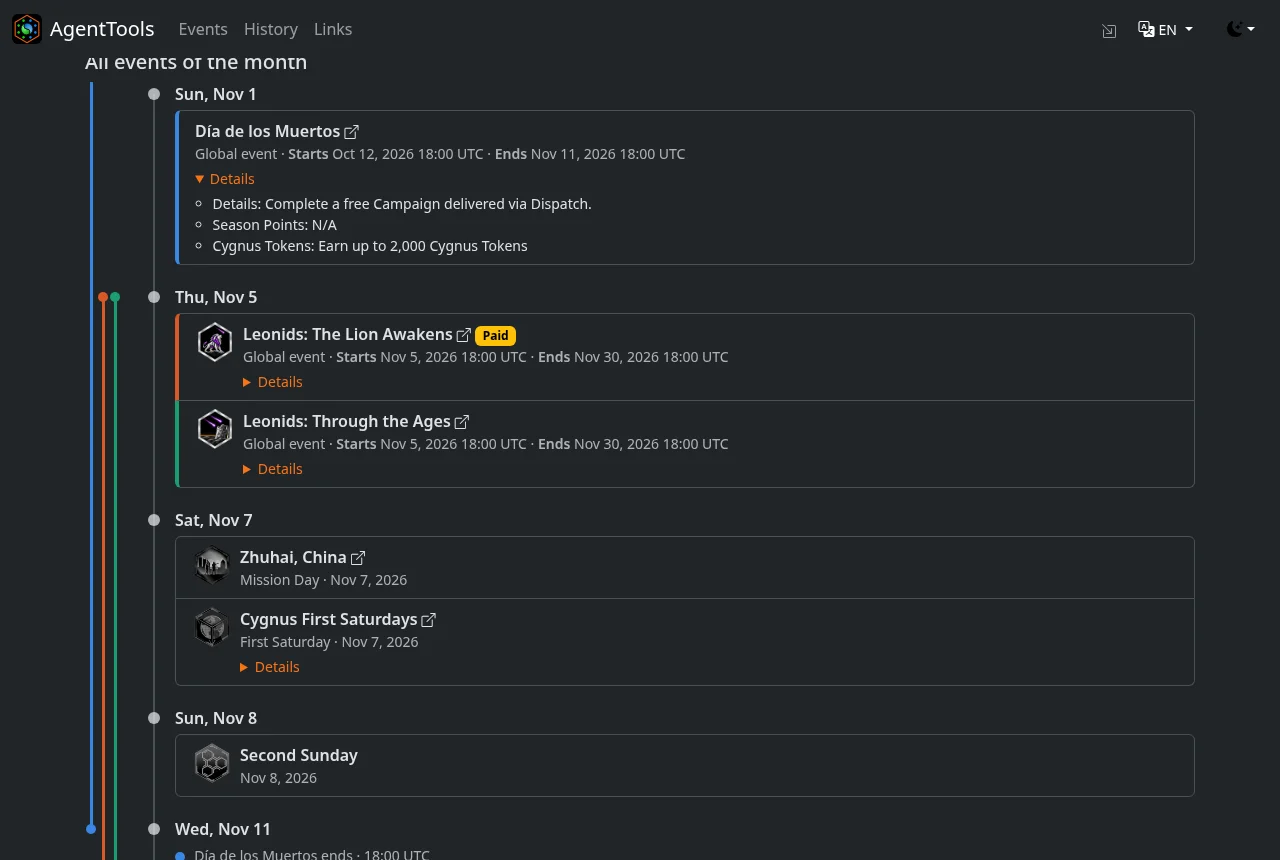 AgentTools Events History Links EN
All events of the month
Sun, Nov 1
Día de los Muertos
Global event · Starts Oct 12, 2026 18:00 UTC · Ends Nov 11, 2026 18:00 UTC
Details
Details: Complete a free Campaign delivered via Dispatch.
Season Points: N/A
Cygnus Tokens: Earn up to 2,000 Cygnus Tokens
Thu, Nov 5
Leonids: The Lion Awakens Paid
Global event · Starts Nov 5, 2026 18:00 UTC · Ends Nov 30, 2026 18:00 UTC
Details
Leonids: Through the Ages
Global event · Starts Nov 5, 2026 18:00 UTC · Ends Nov 30, 2026 18:00 UTC
Details
Sat, Nov 7
Zhuhai, China
Mission Day · Nov 7, 2026
Cygnus First Saturdays
First Saturday · Nov 7, 2026
Details
Sun, Nov 8
Second Sunday
Nov 8, 2026
Wed, Nov 11
Día de los Muertos ends · 18:00 UTC